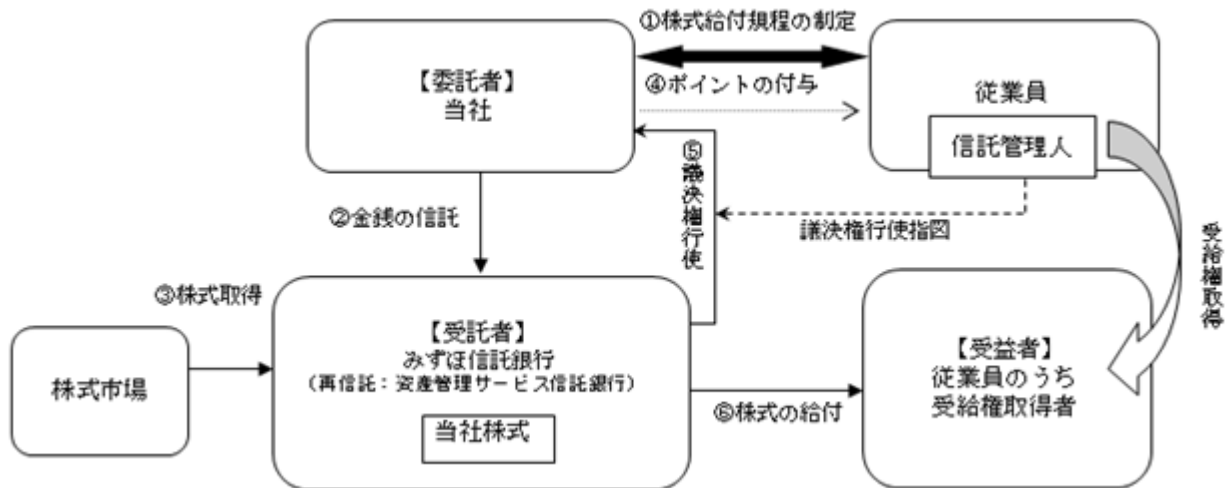 ①株式給付規程の制定
【委託者】
当社
④ポイントの付与
従業員
信託管理人
⑤議決権行使
②金銭の信託
議決権行使指図
受給権取得
③株式取得
【受託者】
みずほ信託銀行
(再信託:資産管理サービス信託銀行)
当社株式
株式市場
⑥株式の給付
【受益者】
従業員のうち
受給権取得者